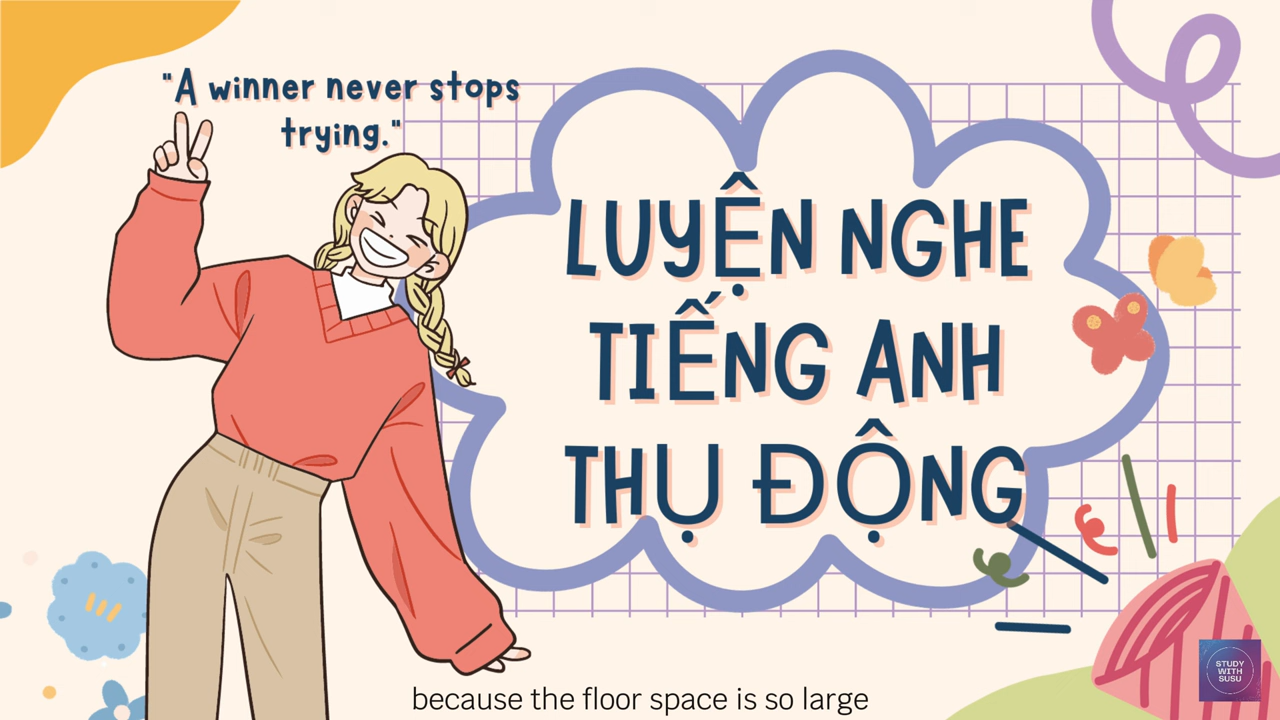 "A winner never stops
trying."
LUYỆN NGHE
TIẾNG ANH
THỤ ĐỘNG
STUDY
WITH
SUSU
because the floor space is so large